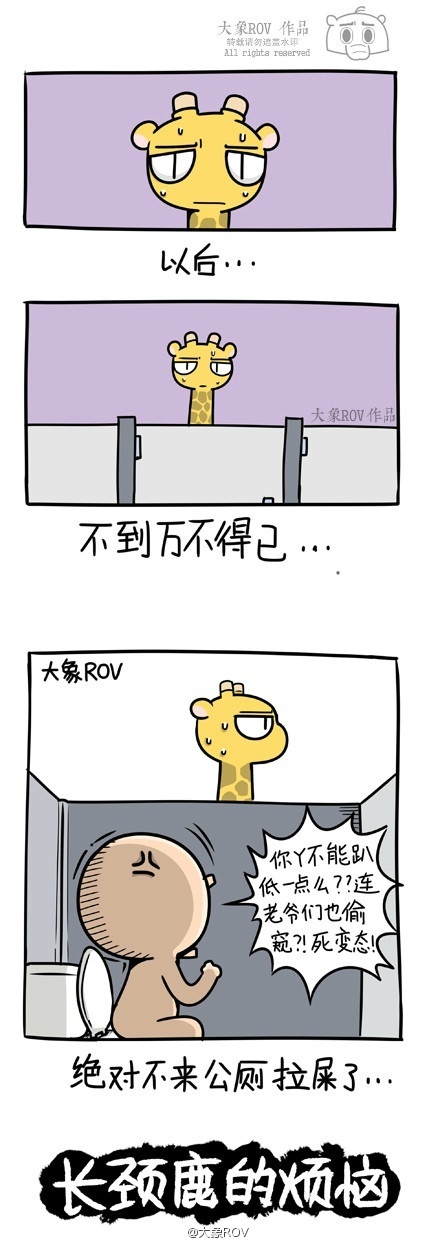 大象ROV 作品
转载请勿遮盖水印
All rights reserved
以后...
大象ROV 作品
不到万不得已...
大象ROV
你丫不能趴
低一点么??连
老爷们也偷
窥?!死变态!
绝对不来公厕拉屎了...
长颈鹿的烦恼
@大象ROV